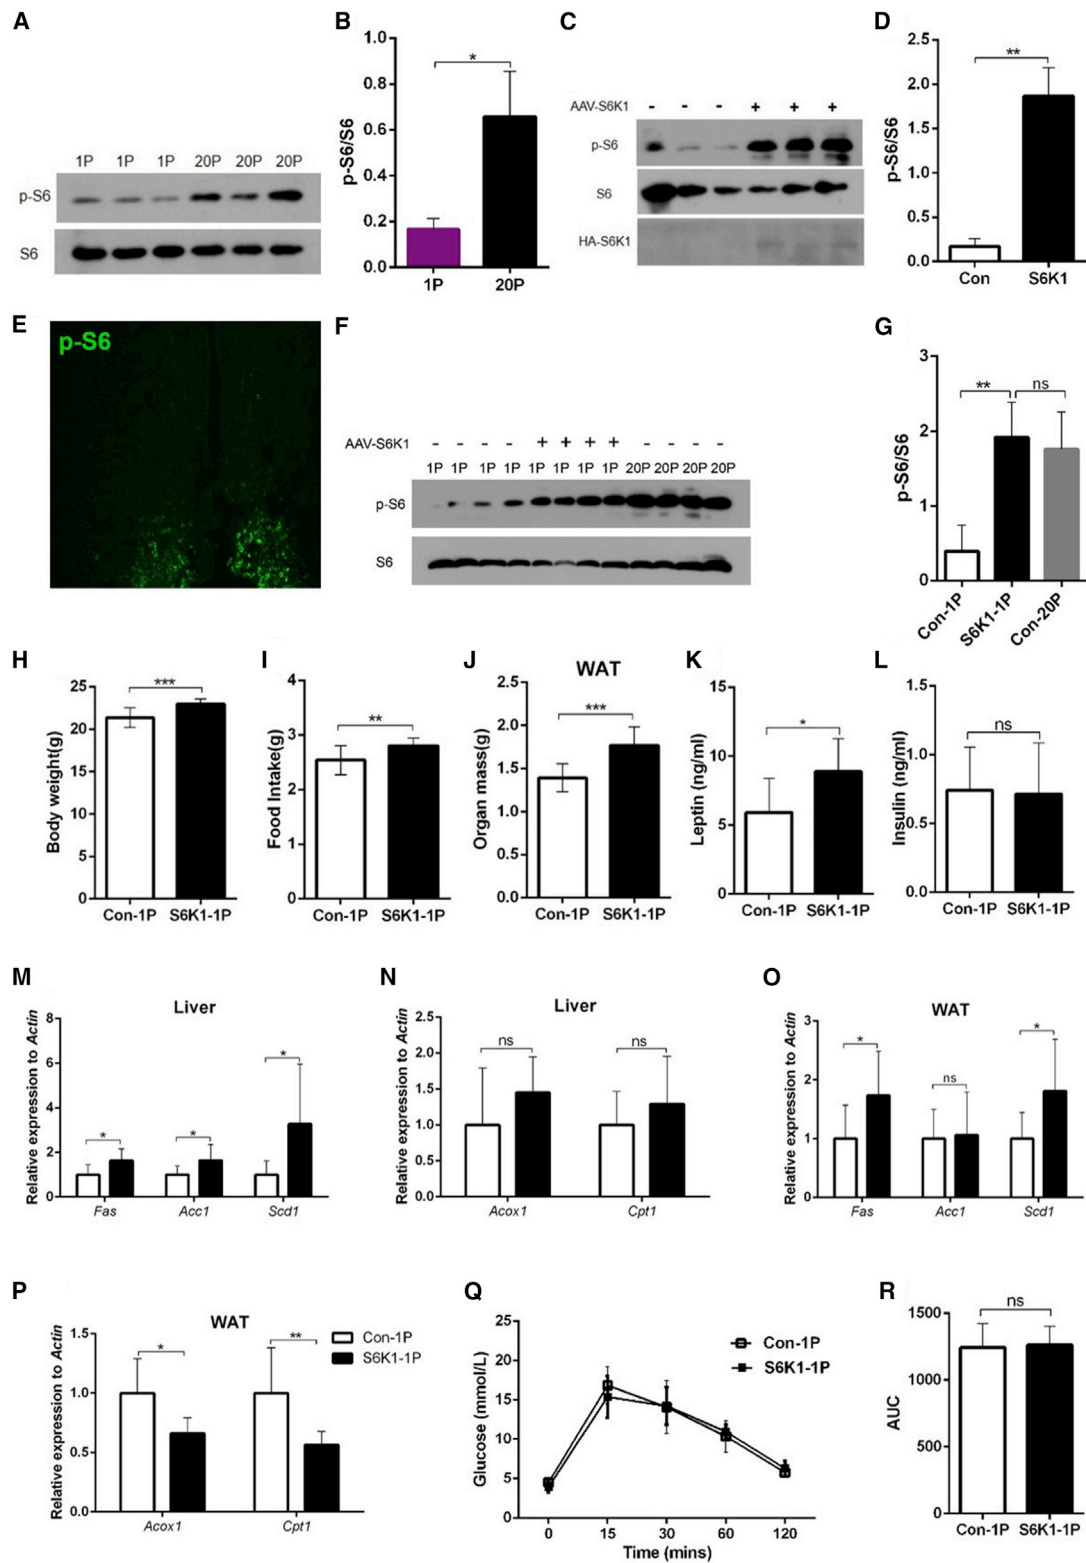 A
1P 1P 1P 20P 20P 20P
p-S6
S6
B
p-S6/S6
1.0
0.8
0.6
0.4
0.2
0.0
*
1P 20P
C
AAV-S6K1 - - - + + +
p-S6
S6
HA-S6K1
D
p-S6/S6
2.5
2.0
1.5
1.0
0.5
0.0
**
Con S6K1
E
p-S6
F
AAV-S6K1 - - - - + + + + - - - -
1P 1P 1P 1P 1P 1P 1P 1P 20P 20P 20P 20P
p-S6
S6
G
p-S6/S6
3
2
1
0
** ns
Con-1P S6K1-1P Con-20P
H
Body weight(g)
25
20
15
10
5
0
***
Con-1P S6K1-1P
I
Food Intake(g)
4
3
2
1
0
**
Con-1P S6K1-1P
J
WAT
Organ mass(g)
2.5
2.0
1.5
1.0
0.5
0.0
***
Con-1P S6K1-1P
K
Leptin (ng/ml)
15
10
5
0
*
Con-1P S6K1-1P
L
Insulin (ng/ml)
1.5
1.0
0.5
0.0
ns
Con-1P S6K1-1P
M
Liver
Relative expression to Actin
8
6
4
2
0
* * *
Fas Acc1 Scd1
N
Liver
Relative expression to Actin
2.5
2.0
1.5
1.0
0.5
0.0
ns ns
Acox1 Cpt1
O
WAT
Relative expression to Actin
3
2
1
0
* ns *
Fas Acc1 Scd1
P
WAT
Relative expression to Actin
1.5
1.0
0.5
0.0
* **
Con-1P
S6K1-1P
Acox1 Cpt1
Q
Glucose (mmol/L)
25
20
15
10
5
0
Con-1P
S6K1-1P
0 15 30 60 120
Time (mins)
R
AUC
1500
1000
500
0
ns
Con-1P S6K1-1P